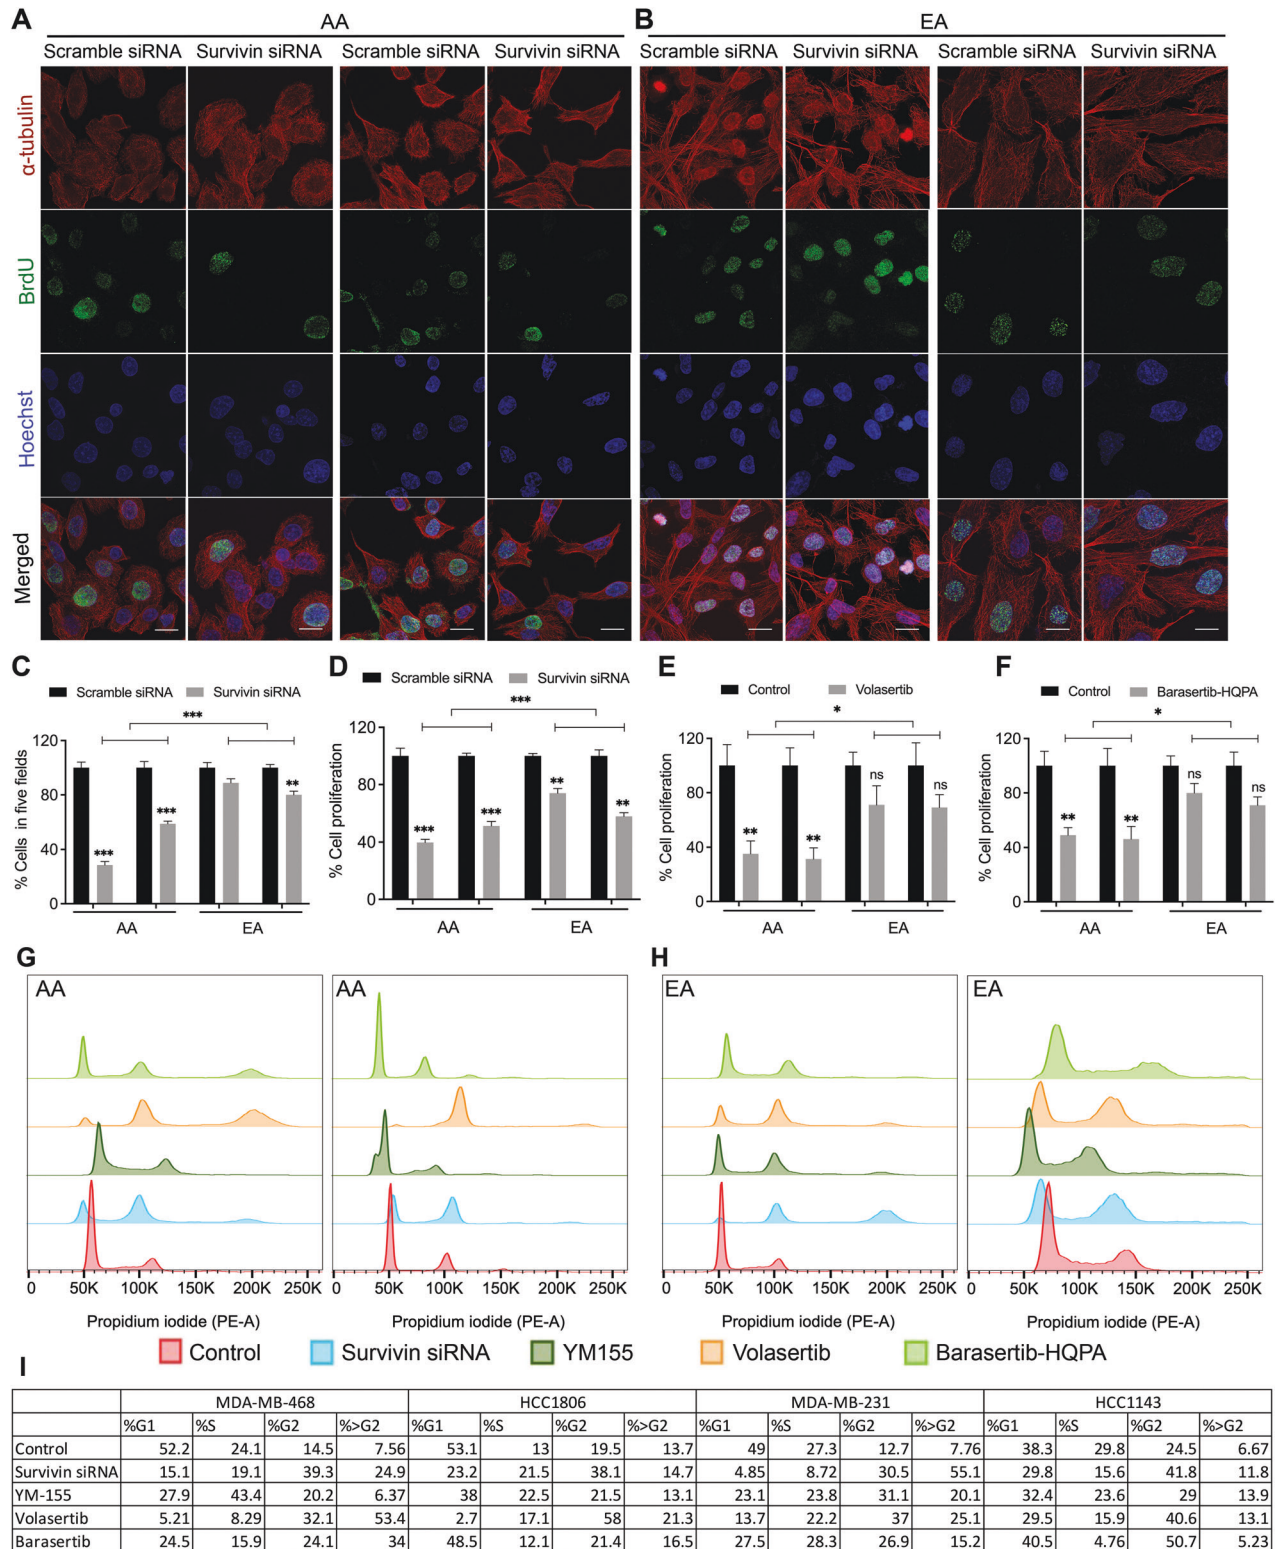 A AA B EA
Scramble siRNA Survivin siRNA Scramble siRNA Survivin siRNA Scramble siRNA Survivin siRNA Scramble siRNA Survivin siRNA
α-tubulin
BrdU
Hoechst
Merged
C D E F
Scramble siRNA Survivin siRNA
Scramble siRNA Survivin siRNA
Control Volasertib
Control Barasertib-HQPA
% Cells in five fields
120
80
40
0
*** *** ** ***
AA EA
% Cell proliferation
120
80
40
0
*** *** ** ** ***
AA EA
% Cell proliferation
120
80
40
0
** ** ns ns *
AA EA
% Cell proliferation
120
80
40
0
** ** ns ns *
AA EA
G H
AA AA EA EA
0 50K 100K 150K 200K 250K 0 50K 100K 150K 200K 250K 0 50K 100K 150K 200K 250K 0 50K 100K 150K 200K 250K
Propidium iodide (PE-A) Propidium iodide (PE-A) Propidium iodide (PE-A) Propidium iodide (PE-A)
Control Survivin siRNA YM155 Volasertib Barasertib-HQPA
I
MDA-MB-468 HCC1806 MDA-MB-231 HCC1143
%G1 %S %G2 %>G2 %G1 %S %G2 %>G2 %G1 %S %G2 %>G2 %G1 %S %G2 %>G2
Control 52.2 24.1 14.5 7.56 53.1 13 19.5 13.7 49 27.3 12.7 7.76 38.3 29.8 24.5 6.67
Survivin siRNA 15.1 19.1 39.3 24.9 23.2 21.5 38.1 14.7 4.85 8.72 30.5 55.1 29.8 15.6 41.8 11.8
YM-155 27.9 43.4 20.2 6.37 38 22.5 21.5 13.1 23.1 23.8 31.1 20.1 32.4 23.6 29 13.9
Volasertib 5.21 8.29 32.1 53.4 2.7 17.1 58 21.3 13.7 22.2 37 25.1 29.5 15.9 40.6 13.1
Barasertib 24.5 15.9 24.1 34 48.5 12.1 21.4 16.5 27.5 28.3 26.9 15.2 40.5 4.76 50.7 5.23